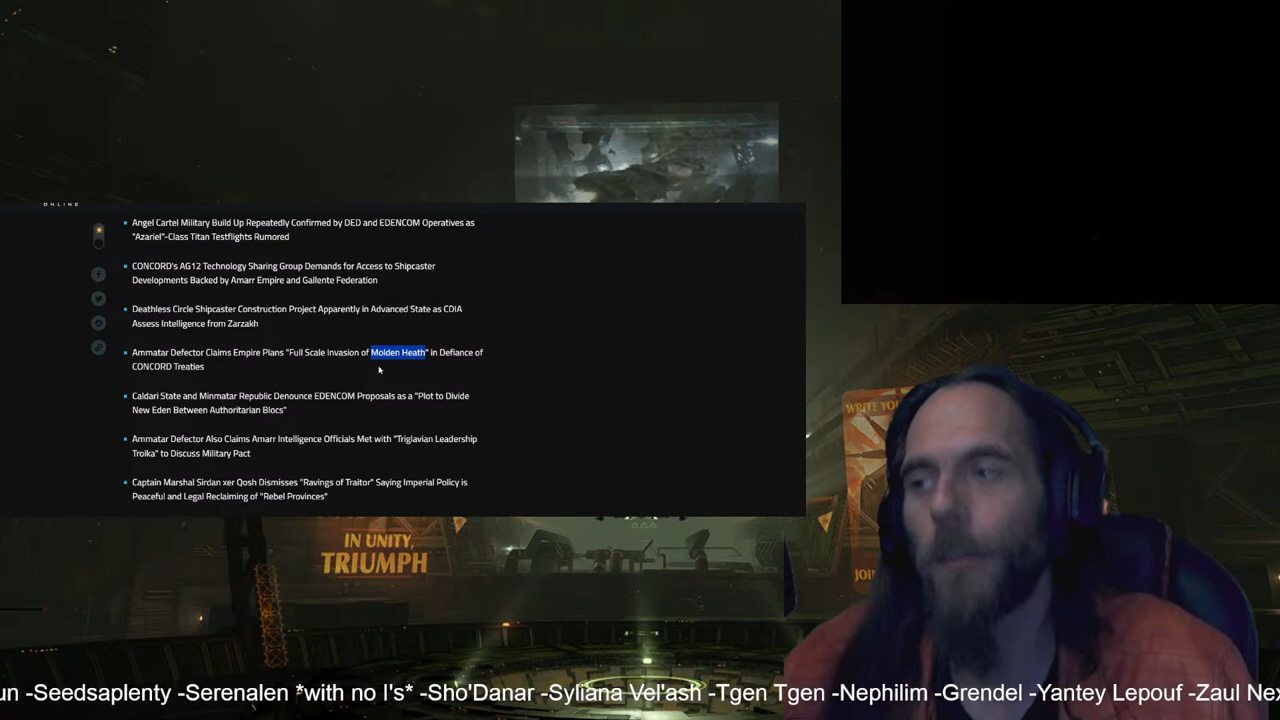 ONLINE
Angel Cartel Military Build Up Repeatedly Confirmed by DED and EDENCOM Operatives as
"Azariel"-Class Titan Testflights Rumored
CONCORD's AG12 Technology Sharing Group Demands for Access to Shipcaster
Developments Backed by Amarr Empire and Gallente Federation
Deathless Circle Shipcaster Construction Project Apparently in Advanced State as CDIA
Assess Intelligence from Zarzakh
Ammatar Defector Claims Empire Plans "Full Scale Invasion of Molden Heath" in Defiance of
CONCORD Treaties
Caldari State and Minmatar Republic Denounce EDENCOM Proposals as a "Plot to Divide
New Eden Between Authoritarian Blocs"
Ammatar Defector Also Claims Amarr Intelligence Officials Met with "Triglavian Leadership
Troika" to Discuss Military Pact
Captain Marshal Sirdan xer Qosh Dismisses "Ravings of Traitor" Saying Imperial Policy is
Peaceful and Legal Reclaiming of "Rebel Provinces"
WRITE YOU
IN UNITY,
TRIUMPH
JOI
un -Seedsaplenty -Serenalen *with no I's* -Sho'Danar -Syliana Vel'ash -Tgen Tgen -Nephilim -Grendel -Yantey Lepouf -Zaul Nex